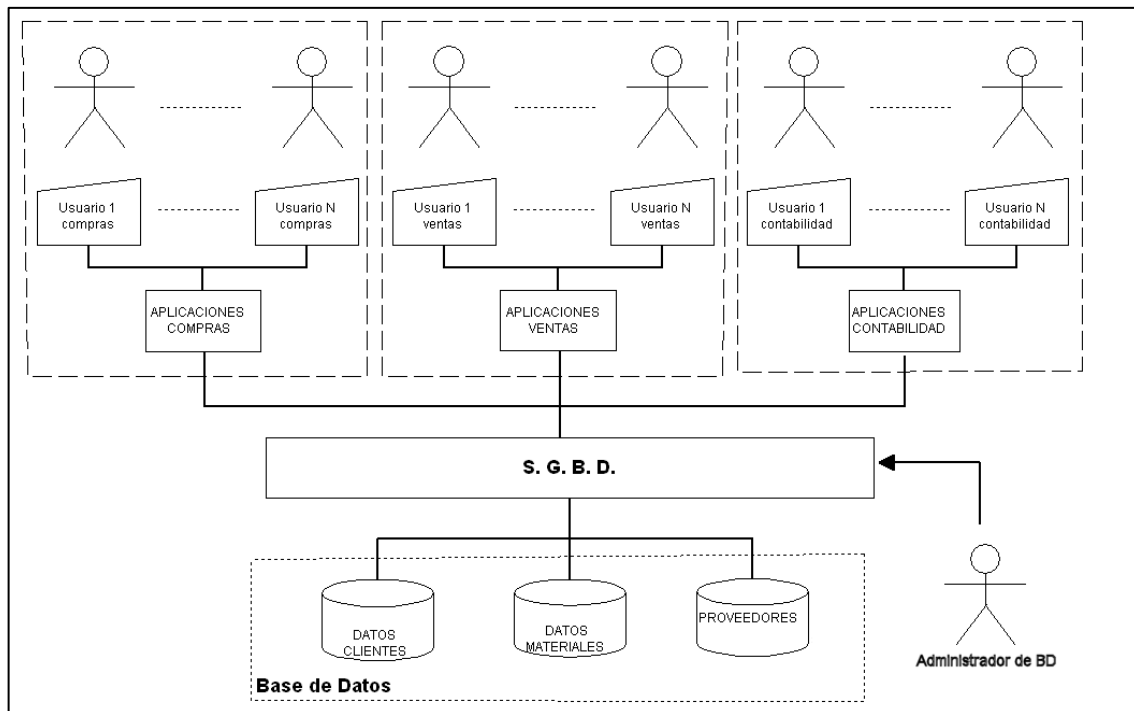 Usuario 1
compras
Usuario N
compras
Usuario 1
ventas
Usuario N
ventas
Usuario 1
contabilidad
Usuario N
contabilidad
APLICACIONES
COMPRAS
APLICACIONES
VENTAS
APLICACIONES
CONTABILIDAD
S. G. B. D.
DATOS
CLIENTES
DATOS
MATERIALES
PROVEEDORES
Administrador de BD
Base de Datos